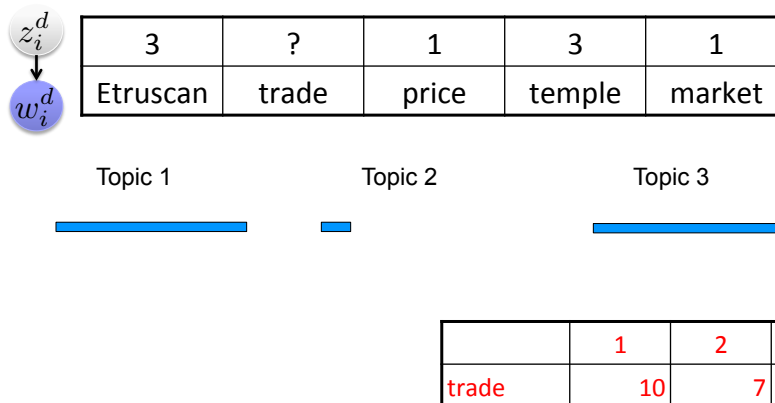 z_i^d 3 ? 1 3 1
w_i^d Etruscan trade price temple market
Topic 1 Topic 2 Topic 3
1 2
trade 10 7